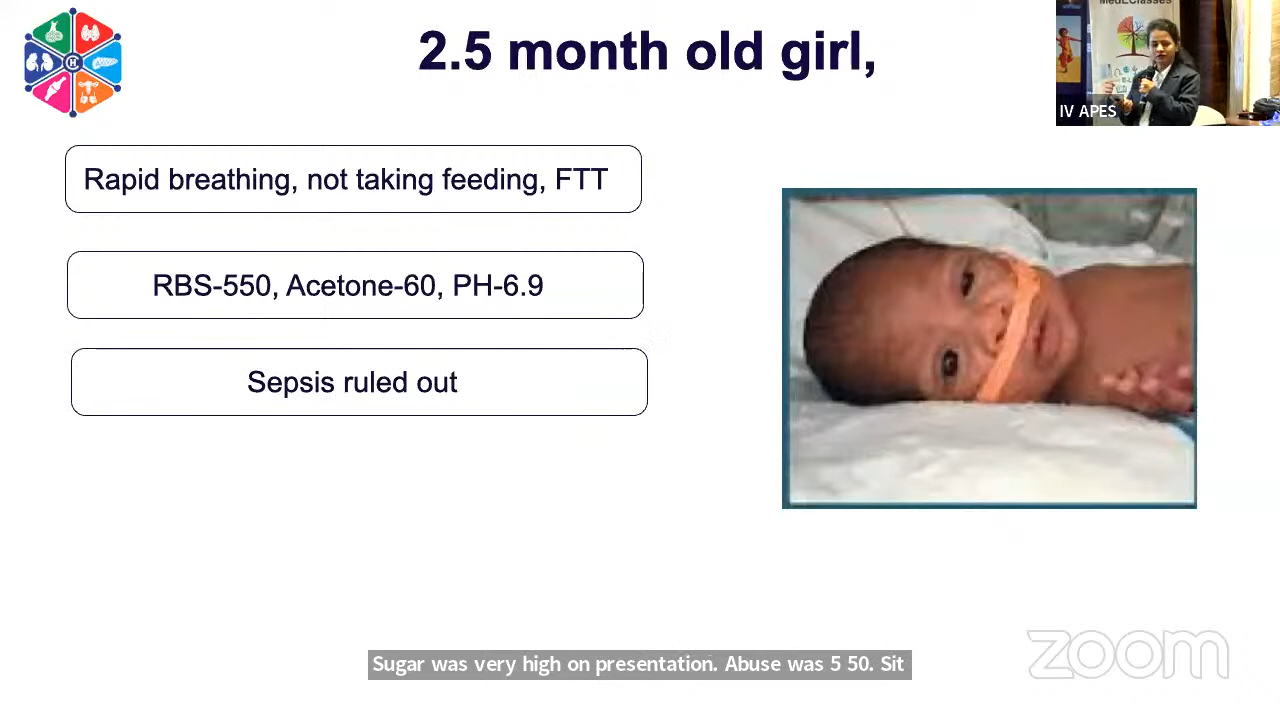 2.5 month old girl,
MedEClasses
IV APES
Rapid breathing, not taking feeding, FTT
RBS-550, Acetone-60, PH-6.9
Sepsis ruled out
H
Sugar was very high on presentation. Abuse was 5 50. Sit
zoom